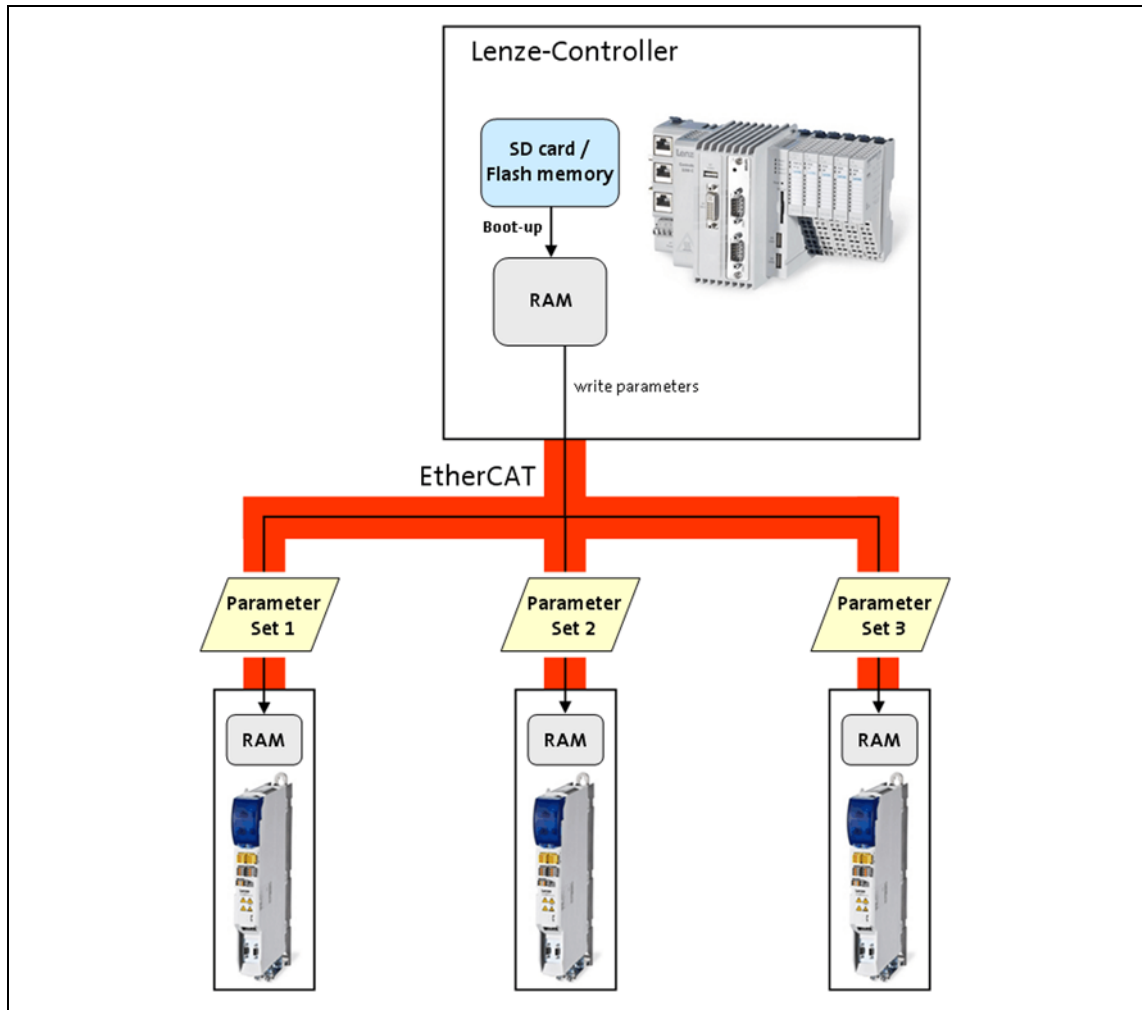 Lenze-Controller
SD card /
Flash memory
Boot-up
RAM
write parameters
EtherCAT
Parameter
Set 1
Parameter
Set 2
Parameter
Set 3
RAM
RAM
RAM